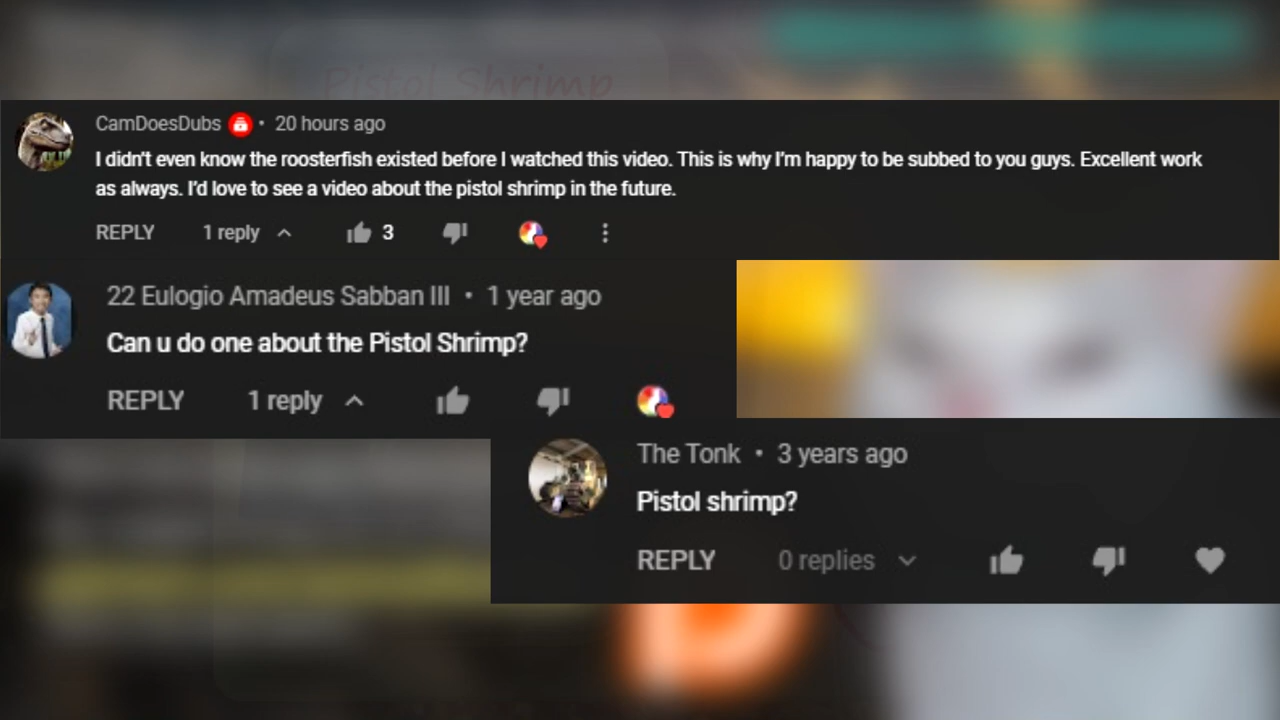 Pistol Shrimp
CamDoesDubs • 20 hours ago
I didn't even know the roosterfish existed before I watched this video. This is why I'm happy to be subbed to you guys. Excellent work
as always. I'd love to see a video about the pistol shrimp in the future.
REPLY 1 reply 3
22 Eulogio Amadeus Sabban III • 1 year ago
Can u do one about the Pistol Shrimp?
REPLY 1 reply
The Tonk • 3 years ago
Pistol shrimp?
REPLY 0 replies